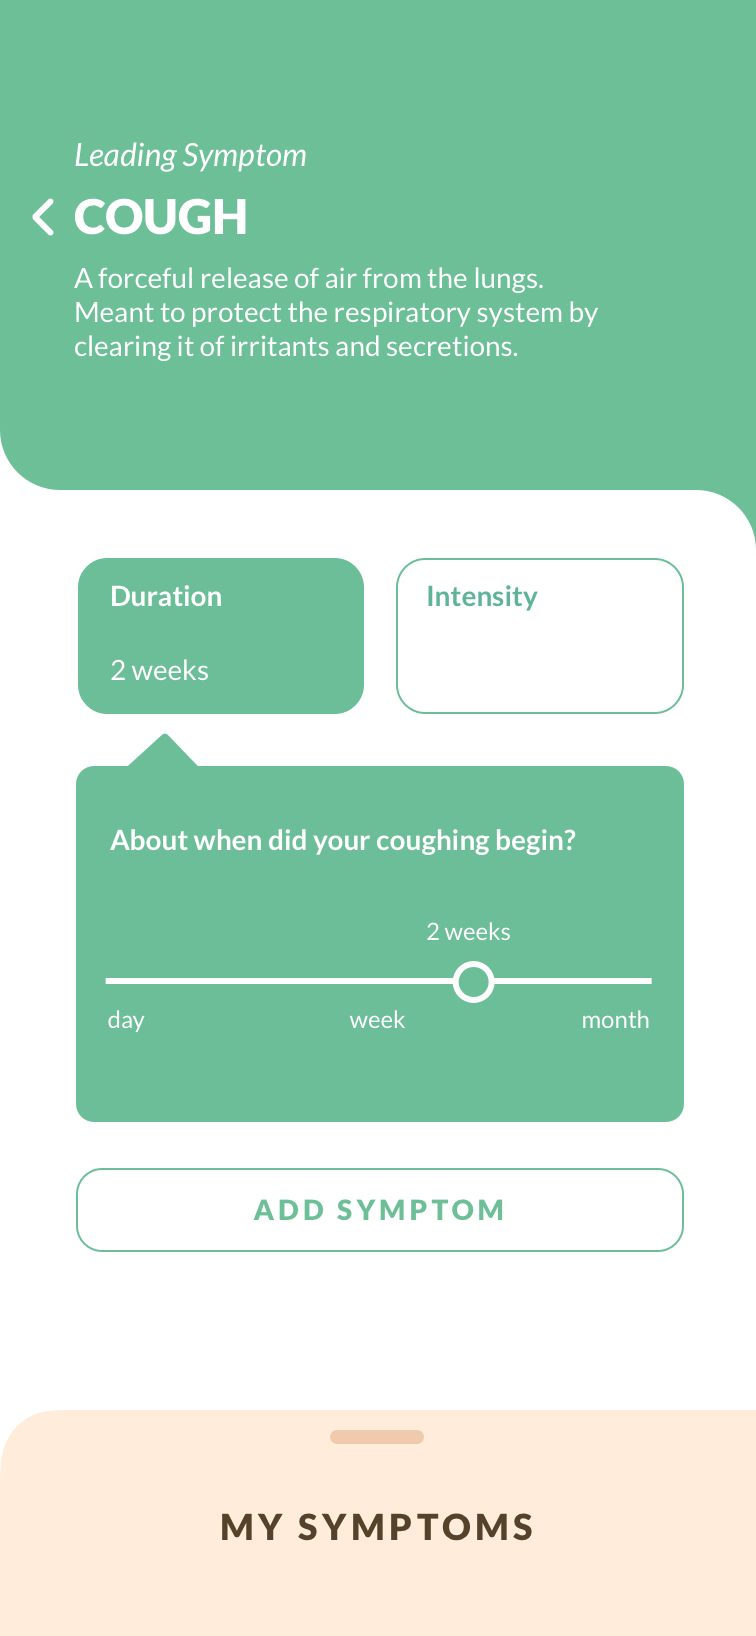 Leading Symptom
COUGH
A forceful release of air from the lungs.
Meant to protect the respiratory system by
clearing it of irritants and secretions.
Duration
Intensity
2 weeks
About when did your coughing begin?
2 weeks
day
week
month
ADD SYMPTOM
MY SYMPTOMS